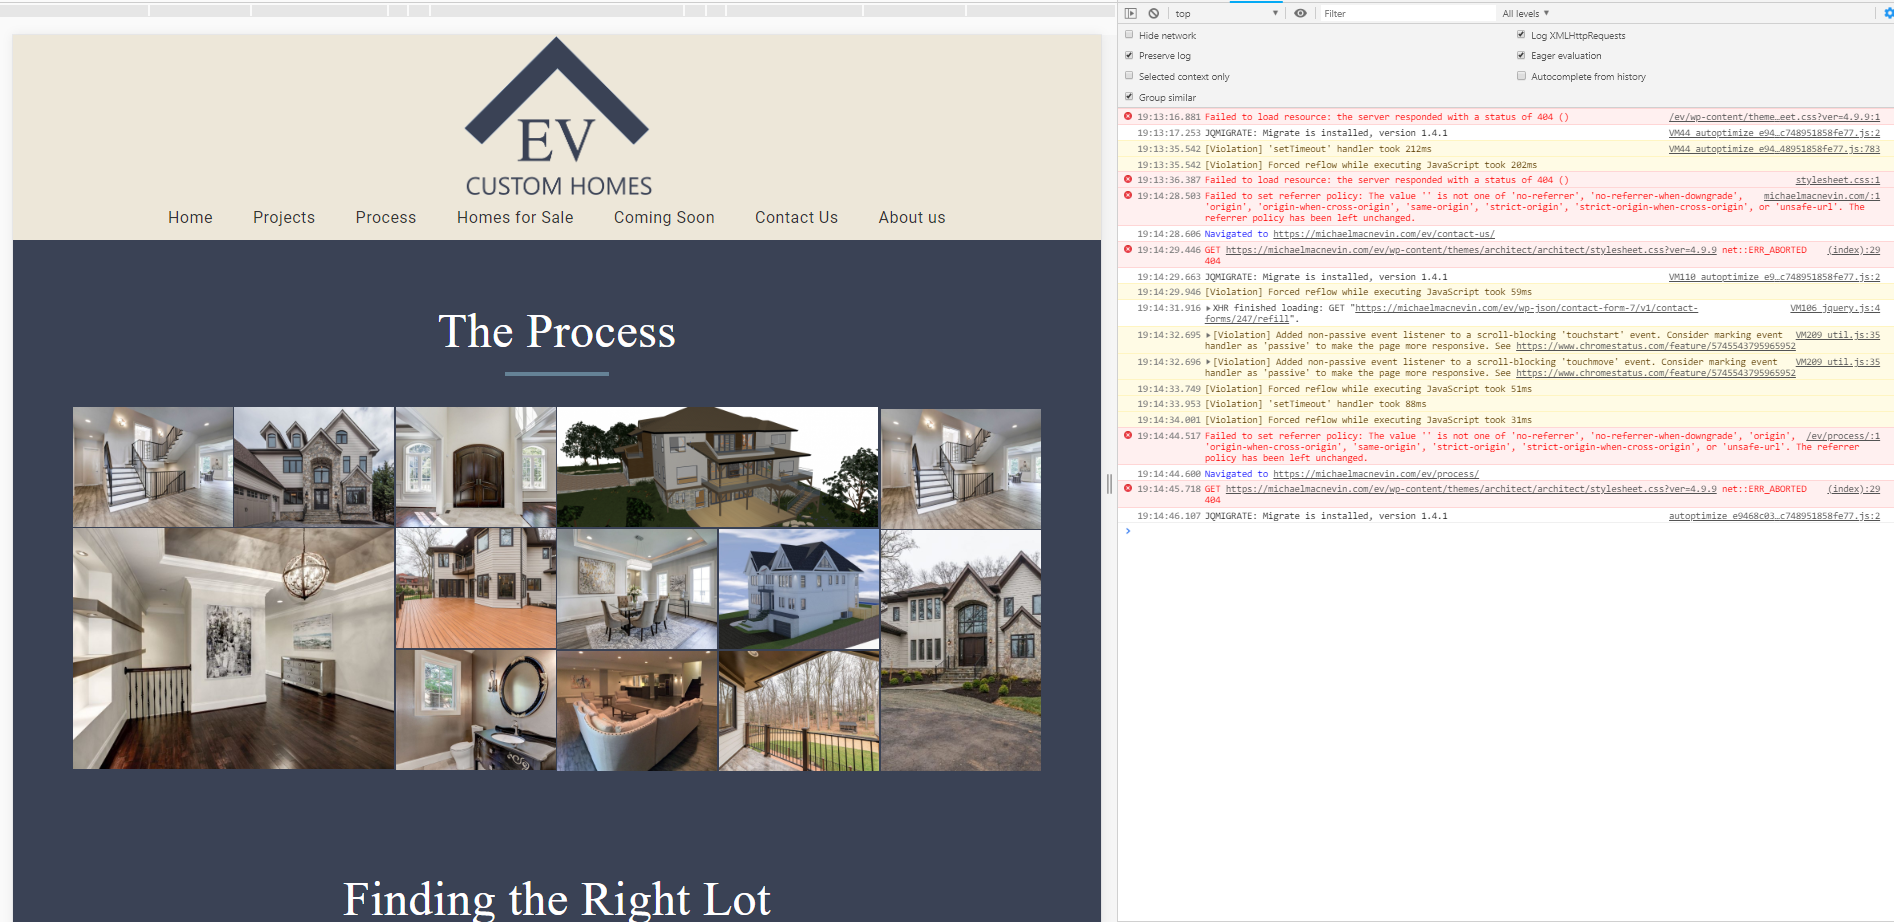 EV
CUSTOM HOMES
Home Projects Process Homes for Sale Coming Soon Contact Us About us
The Process
Finding the Right Lot
top
Filter
All levels
Hide network
Log XMLHttpRequests
Preserve log
Eager evaluation
Selected context only
Autocomplete from history
Group similar
19:13:16.881 Failed to load resource: the server responded with a status of 404 () /ev/wp-content/theme…eet.css?ver=4.9.9:1
19:13:17.253 JQMIGRATE: Migrate is installed, version 1.4.1 VM44 autoptimize e94…c748951858fe77.js:2
19:13:35.542 [Violation] 'setTimeout' handler took 212ms VM44 autoptimize e94…48951858fe77.js:783
19:13:35.542 [Violation] Forced reflow while executing JavaScript took 202ms
19:13:36.387 Failed to load resource: the server responded with a status of 404 () stylesheet.css:1
19:14:28.503 Failed to set referrer policy: The value '' is not one of 'no-referrer', 'no-referrer-when-downgrade', michaelmacnevin.com/:1
'origin', 'origin-when-cross-origin', 'same-origin', 'strict-origin', 'strict-origin-when-cross-origin', or 'unsafe-url'. The
referrer policy has been left unchanged.
19:14:28.606 Navigated to https://michaelmacnevin.com/ev/contact-us/
19:14:29.446 GET https://michaelmacnevin.com/ev/wp-content/themes/architect/architect/stylesheet.css?ver=4.9.9 net::ERR_ABORTED (index):29
404
19:14:29.663 JQMIGRATE: Migrate is installed, version 1.4.1 VM110 autoptimize e9…c748951858fe77.js:2
19:14:29.946 [Violation] Forced reflow while executing JavaScript took 59ms
19:14:31.916 XHR finished loading: GET "https://michaelmacnevin.com/ev/wp-json/contact-form-7/v1/contact- VM106 jquery.js:4
forms/247/refill".
19:14:32.695 [Violation] Added non-passive event listener to a scroll-blocking 'touchstart' event. Consider marking event VM209 util.js:35
handler as 'passive' to make the page more responsive. See https://www.chromestatus.com/feature/5745543795965952
19:14:32.696 [Violation] Added non-passive event listener to a scroll-blocking 'touchmove' event. Consider marking event VM209 util.js:35
handler as 'passive' to make the page more responsive. See https://www.chromestatus.com/feature/5745543795965952
19:14:33.749 [Violation] Forced reflow while executing JavaScript took 51ms
19:14:33.953 [Violation] 'setTimeout' handler took 88ms
19:14:34.001 [Violation] Forced reflow while executing JavaScript took 31ms
19:14:44.517 Failed to set referrer policy: The value '' is not one of 'no-referrer', 'no-referrer-when-downgrade', 'origin', /ev/process/:1
'origin-when-cross-origin', 'same-origin', 'strict-origin', 'strict-origin-when-cross-origin', or 'unsafe-url'. The referrer
policy has been left unchanged.
19:14:44.600 Navigated to https://michaelmacnevin.com/ev/process/
19:14:45.718 GET https://michaelmacnevin.com/ev/wp-content/themes/architect/architect/stylesheet.css?ver=4.9.9 net::ERR_ABORTED (index):29
404
19:14:46.107 JQMIGRATE: Migrate is installed, version 1.4.1 autoptimize e9468c03…c748951858fe77.js:2